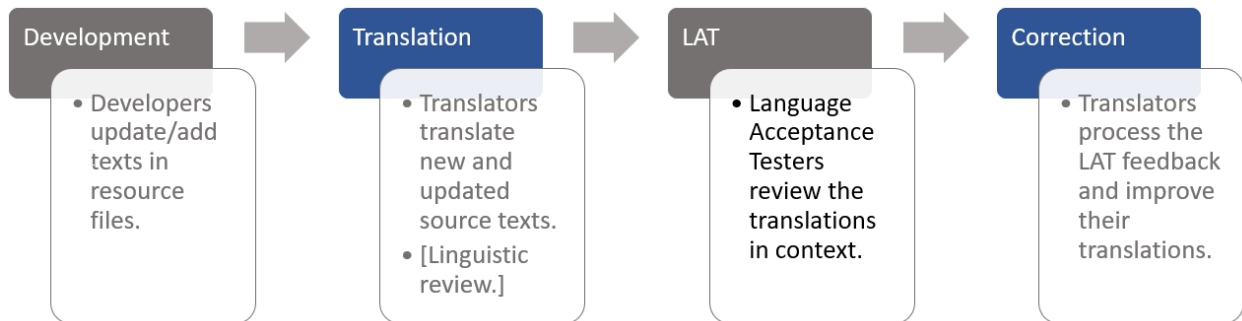 Development
• Developers
update/add
texts in
resource
files.
Translation
• Translators
translate
new and
updated
source texts.
• [Linguistic
review.]
LAT
• Language
Acceptance
Testers
review the
translations
in context.
Correction
• Translators
process the
LAT feedback
and improve
their
translations.